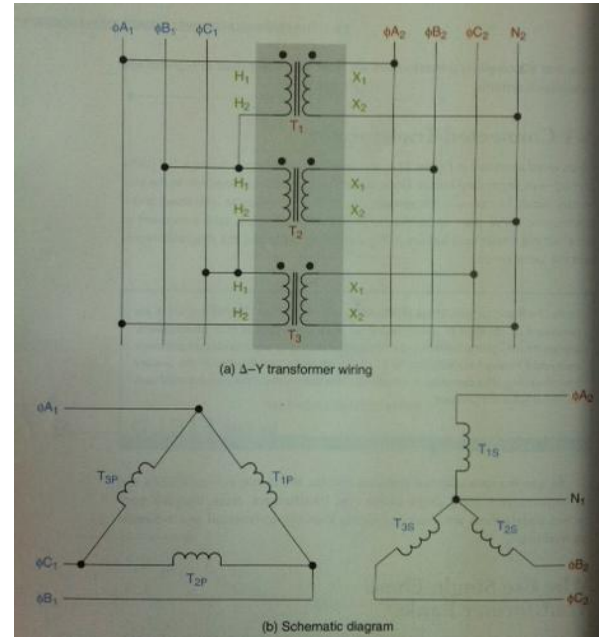 ϕA₁ ϕB₁ ϕC₁ ϕA₂ ϕB₂ ϕC₂ N₂
H₁ X₁
H₂ X₂
T₁
H₁ X₁
H₂ X₂
T₂
H₁ X₁
H₂ X₂
T₃
(a) Δ–Y transformer wiring
ϕA₁ ϕA₂
T₁S
T₃P T₁P
N₁
T₃S T₂S
ϕC₁ ϕB₂
T₂P
ϕB₁ ϕC₂
(b) Schematic diagram